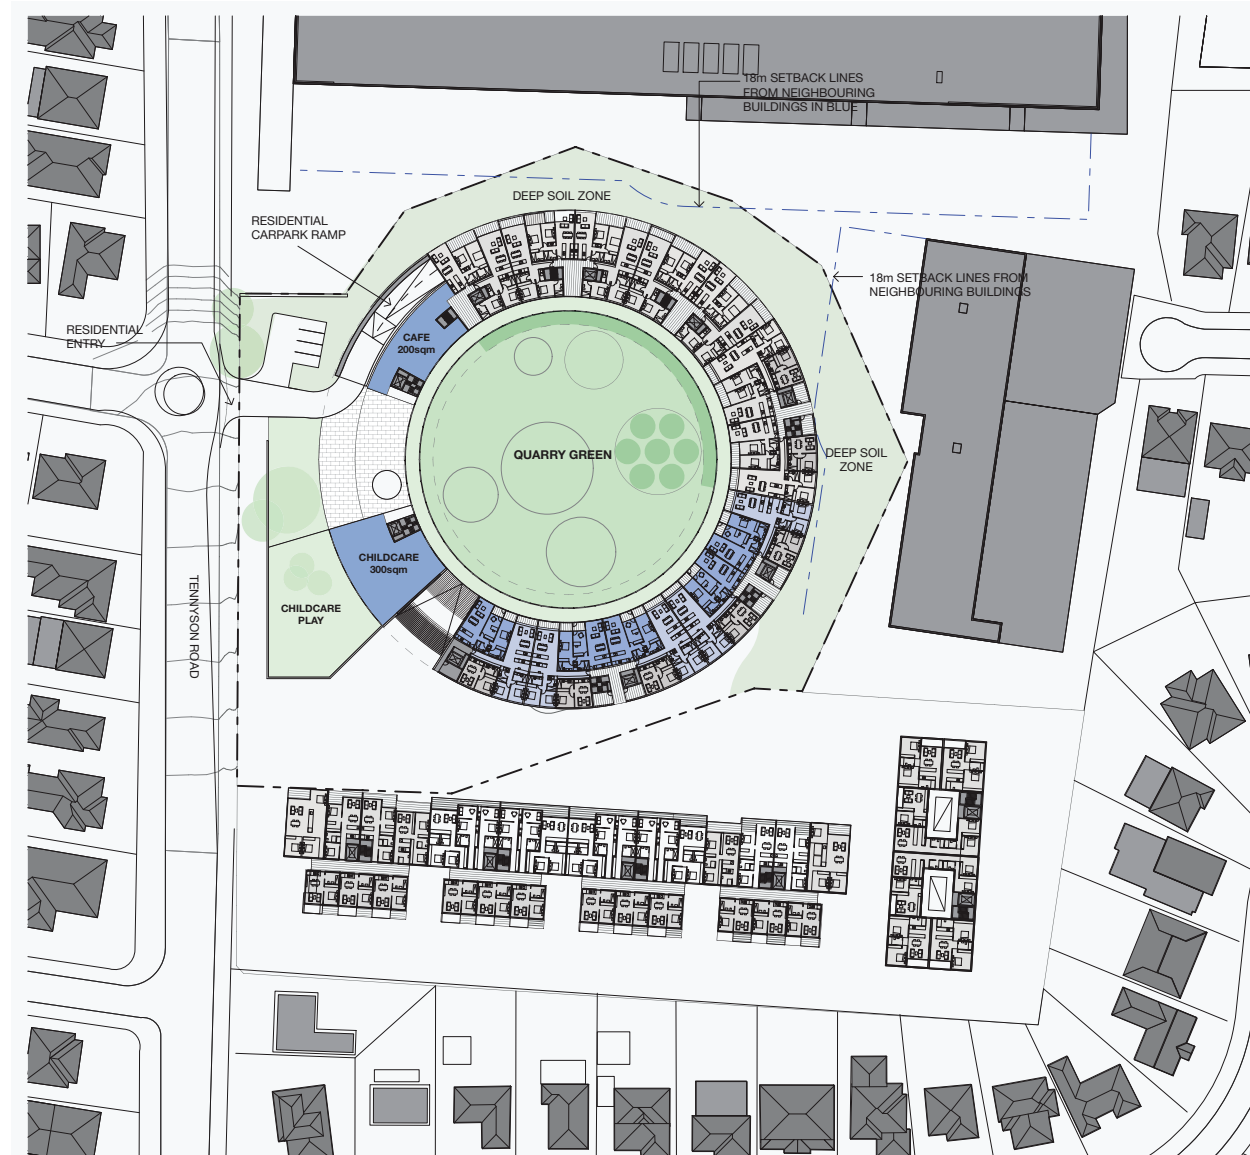 18m SETBACK LINES
FROM NEIGHBOURING
BUILDINGS IN BLUE
DEEP SOIL ZONE
RESIDENTIAL
CARPARK RAMP
18m SETBACK LINES FROM
NEIGHBOURING BUILDINGS
RESIDENTIAL
ENTRY
CAFE
200sqm
QUARRY GREEN
DEEP SOIL
ZONE
CHILDCARE
300sqm
CHILDCARE
PLAY
TENNYSON ROAD